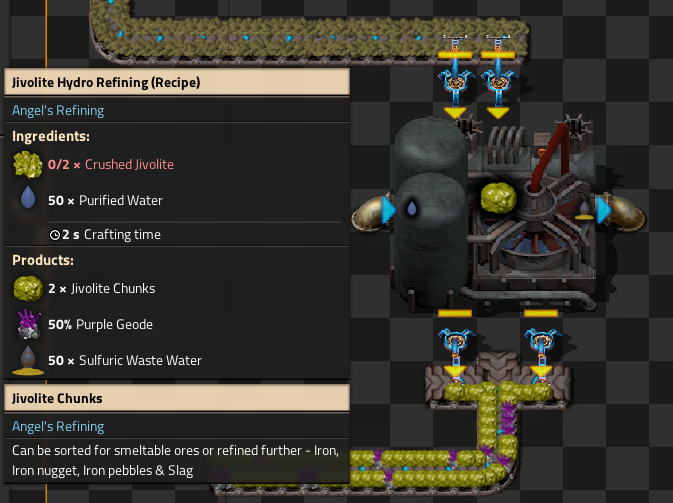 Jivolite Hydro Refining (Recipe)
Angel's Refining
Ingredients:
0/2 × Crushed Jivolite
50 × Purified Water
2 s Crafting time
Products:
2 × Jivolite Chunks
50% Purple Geode
50 × Sulfuric Waste Water
Jivolite Chunks
Angel's Refining
Can be sorted for smeltable ores or refined further - Iron,
Iron nugget, Iron pebbles & Slag